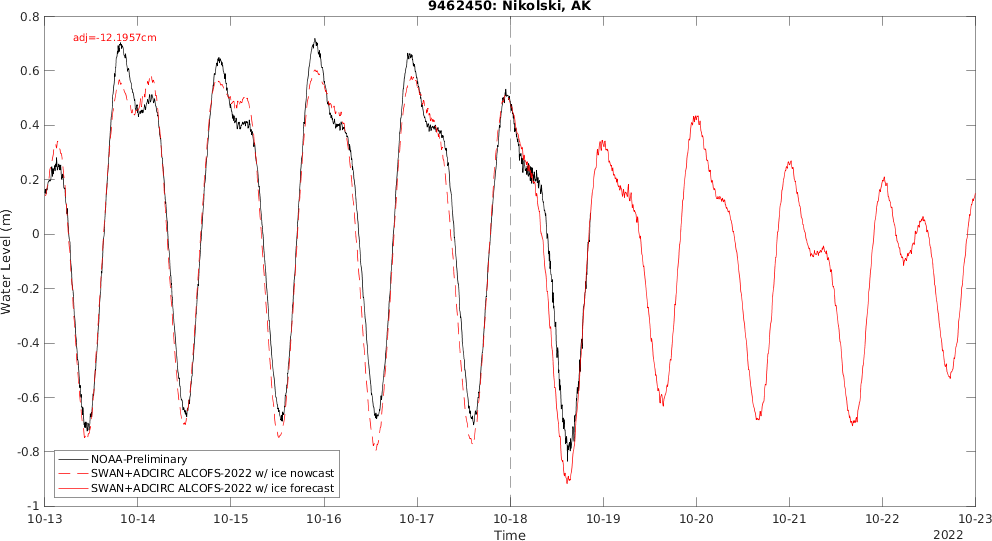 9462450: Nikolski, AK
adj=-12.1957cm
0.8
0.6
0.4
0.2
0
-0.2
-0.4
-0.6
-0.8
-1
Water Level (m)
NOAA-Preliminary
SWAN+ADCIRC ALCOFS-2022 w/ ice nowcast
SWAN+ADCIRC ALCOFS-2022 w/ ice forecast
10-13 10-14 10-15 10-16 10-17 10-18 10-19 10-20 10-21 10-22 10-23
Time
2022